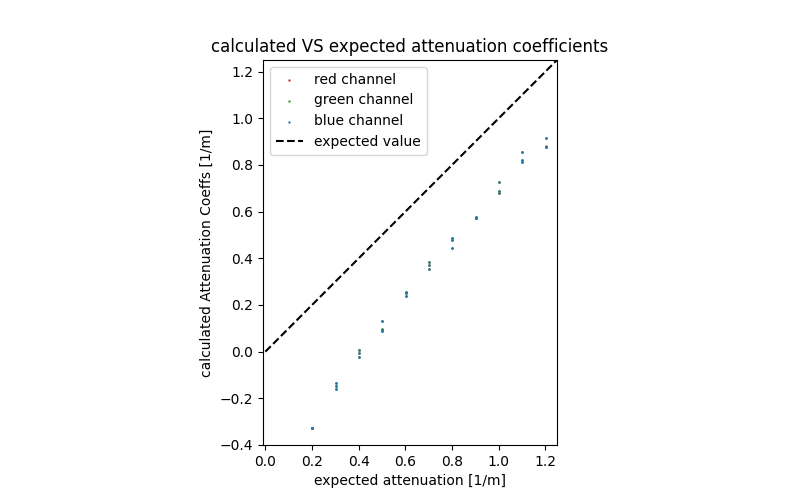 calculated VS expected attenuation coefficients
red channel
green channel
blue channel
expected value
calculated Attenuation Coeffs [1/m]
1.2
1.0
0.8
0.6
0.4
0.2
0.0
−0.2
−0.4
0.0 0.2 0.4 0.6 0.8 1.0 1.2
expected attenuation [1/m]